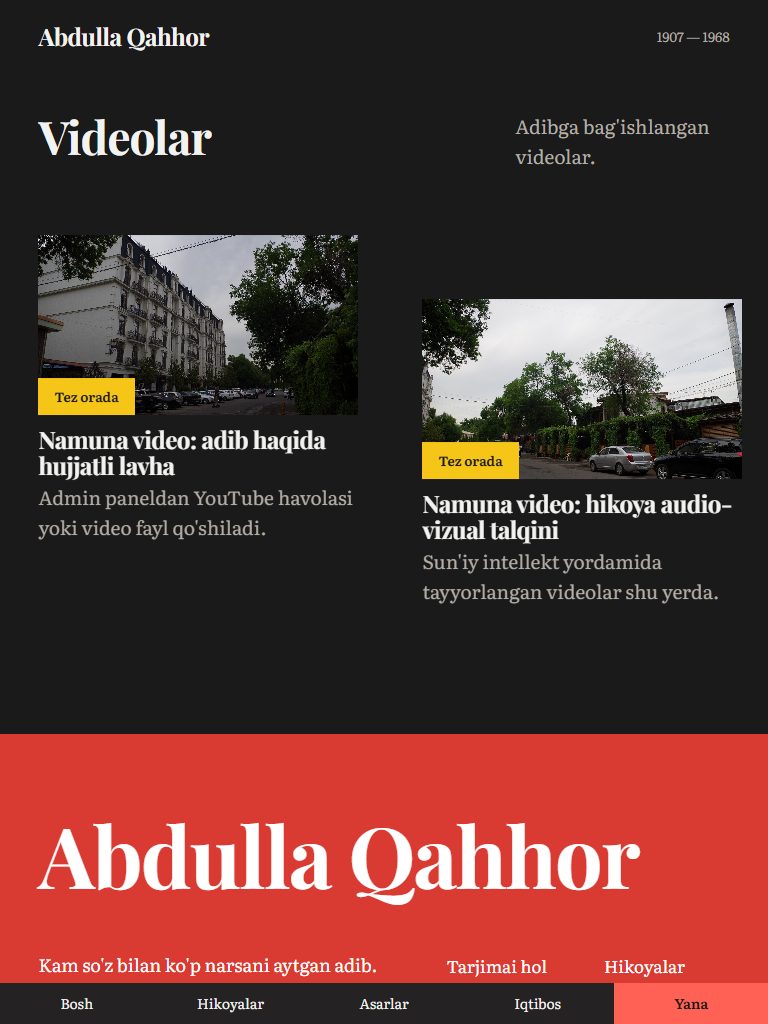 Abdulla Qahhor
1907 — 1968
Videolar
Adibga bag'ishlangan
videolar.
Tez orada
Namuna video: adib haqida
hujjatli lavha
Admin paneldan YouTube havolasi
yoki video fayl qo'shiladi.
Tez orada
Namuna video: hikoya audio-
vizual talqini
Sun'iy intellekt yordamida
tayyorlangan videolar shu yerda.
Abdulla Qahhor
Kam so'z bilan ko'p narsani aytgan adib.
Tarjimai hol
Hikoyalar
Bosh
Hikoyalar
Asarlar
Iqtibos
Yana